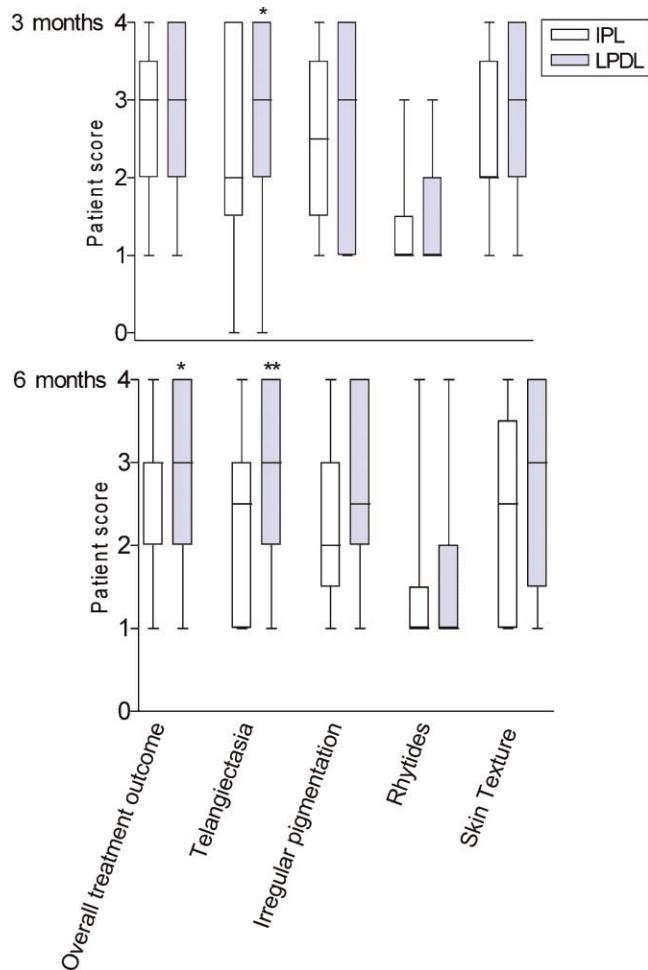 3 months
Patient score
4
3
2
1
0
*
IPL
LPDL
6 months
Patient score
4
3
2
1
0
*
**
Overall treatment outcome
Telangiectasia
Irregular pigmentation
Rhytides
Skin Texture